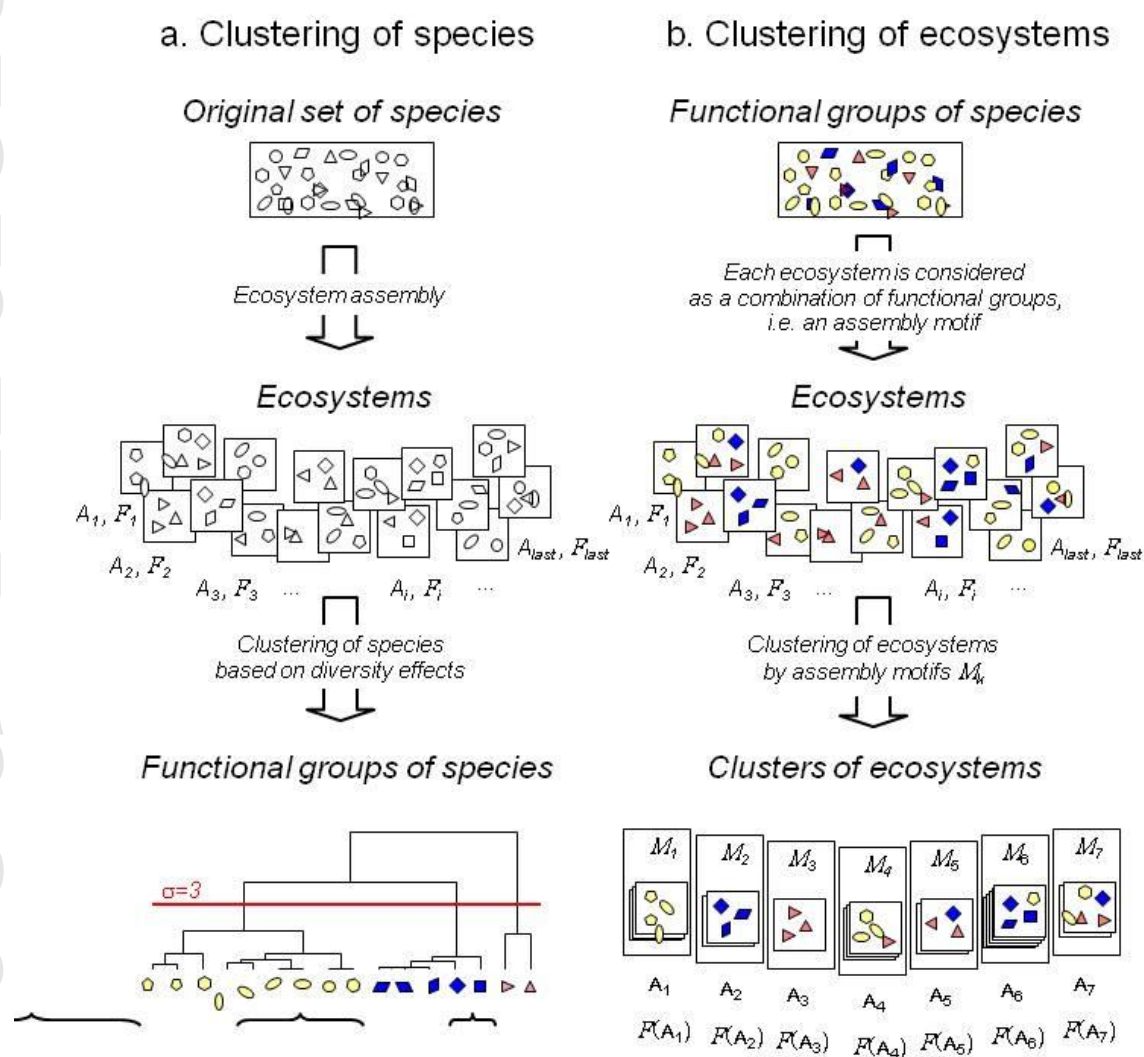 a. Clustering of species
Original set of species
Ecosystem assembly
Ecosystems
A1, F1
A2, F2
A3, F3 ...
Ai, Fi ...
Alast, Flast
Clustering of species
based on diversity effects
Functional groups of species
σ=3
b. Clustering of ecosystems
Functional groups of species
Each ecosystem is considered
as a combination of functional groups,
i.e. an assembly motif
Ecosystems
A1, F1
A2, F2
A3, F3 ...
Ai, Fi ...
Alast, Flast
Clustering of ecosystems
by assembly motifs Mk
Clusters of ecosystems
M1 M2 M3 M4 M5 M6 M7
A1 A2 A3 A4 A5 A6 A7
F(A1) F(A2) F(A3) F(A4) F(A5) F(A6) F(A7)